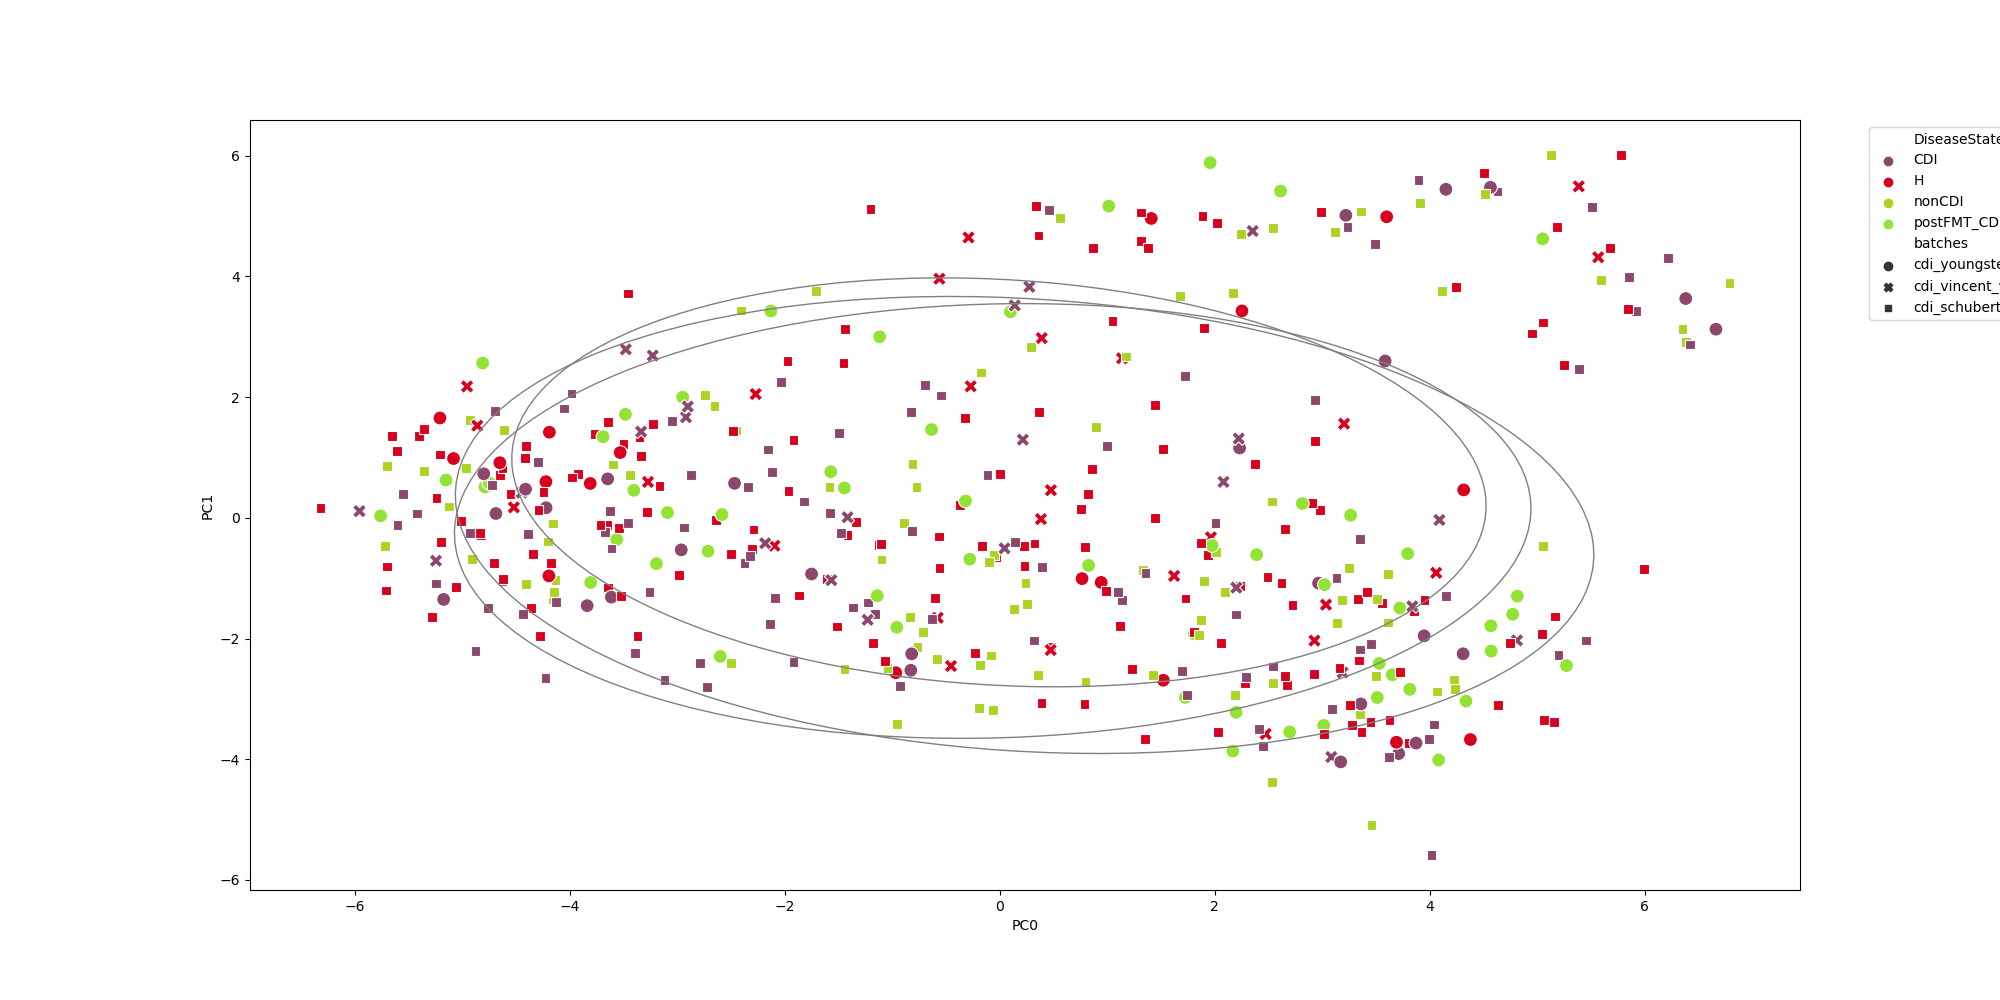 DiseaseState
CDI
H
nonCDI
postFMT_CD
batches
cdi_youngste
cdi_vincent_
cdi_schubert
6
4
2
0
−2
−4
−6
PC1
−6 −4 −2 0 2 4 6
PC0